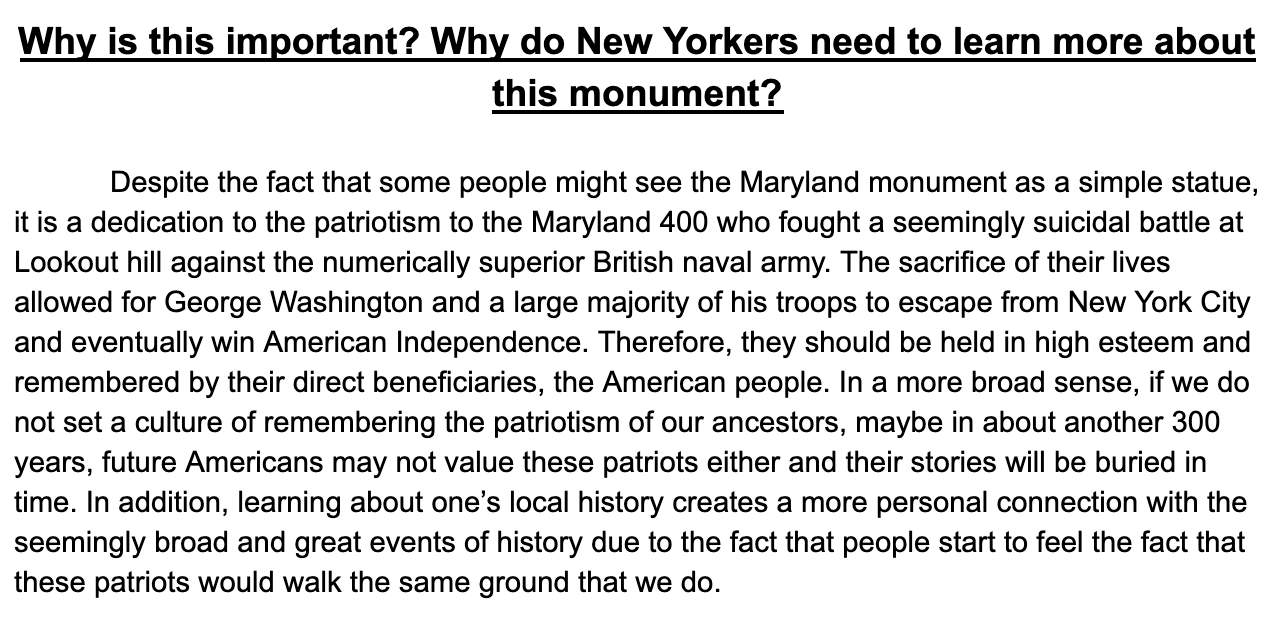 Why is this important? Why do New Yorkers need to learn more about
this monument?
Despite the fact that some people might see the Maryland monument as a simple statue,
it is a dedication to the patriotism to the Maryland 400 who fought a seemingly suicidal battle at
Lookout hill against the numerically superior British naval army. The sacrifice of their lives
allowed for George Washington and a large majority of his troops to escape from New York City
and eventually win American Independence. Therefore, they should be held in high esteem and
remembered by their direct beneficiaries, the American people. In a more broad sense, if we do
not set a culture of remembering the patriotism of our ancestors, maybe in about another 300
years, future Americans may not value these patriots either and their stories will be buried in
time. In addition, learning about one’s local history creates a more personal connection with the
seemingly broad and great events of history due to the fact that people start to feel the fact that
these patriots would walk the same ground that we do.